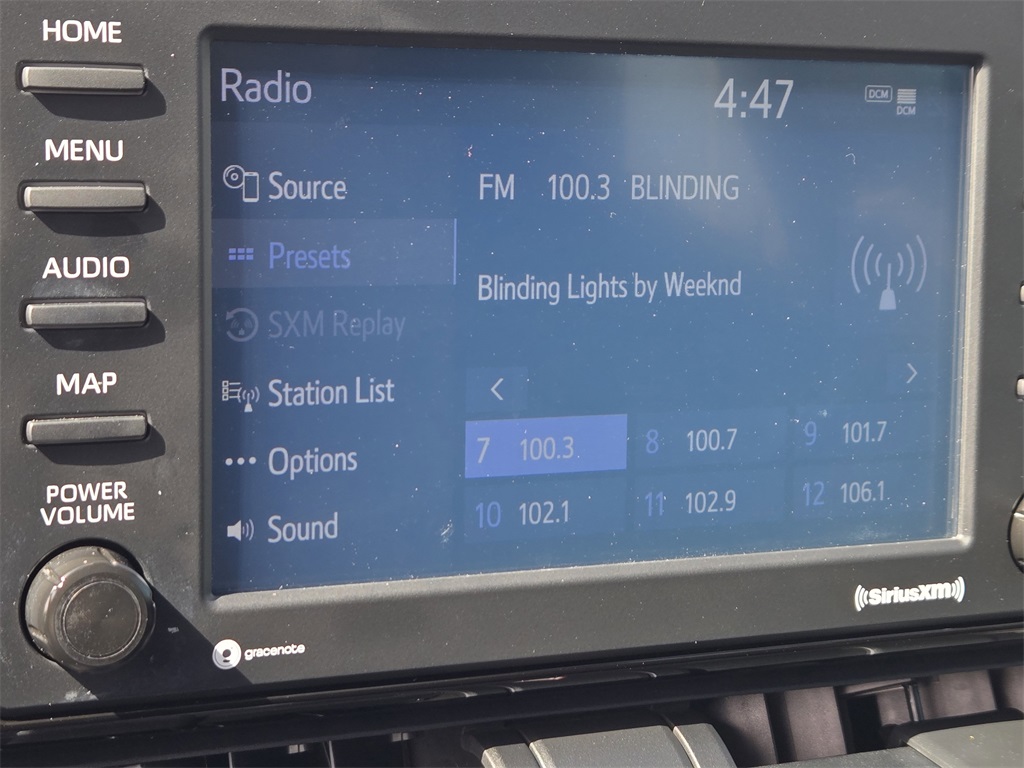 HOME
MENU
AUDIO
MAP
POWER
VOLUME
Radio
4:47
DCM
DCM
Source
Presets
SXM Replay
Station List
Options
Sound
FM 100.3 BLINDING
Blinding Lights by Weeknd
7 100.3
8 100.7
9 101.7
10 102.1
11 102.9
12 106.1
gracenote
SiriusXM